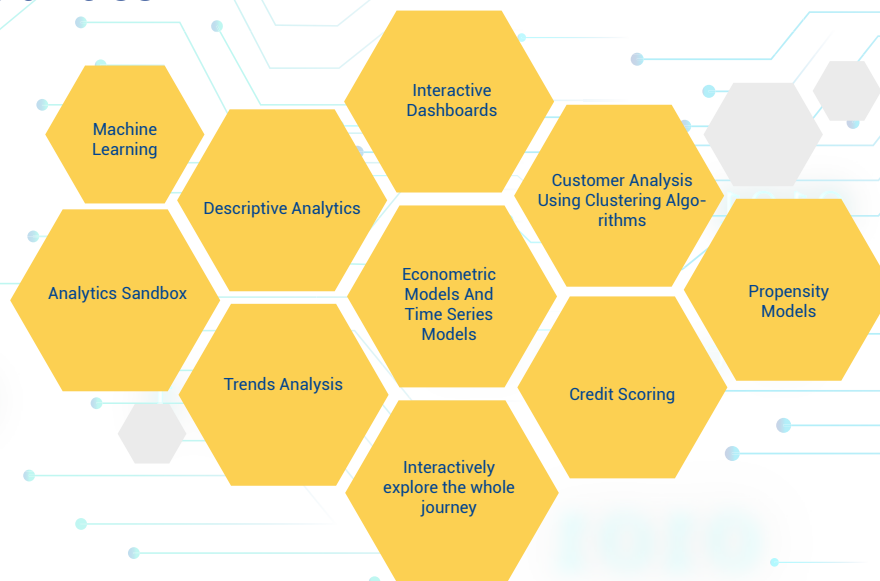 Interactive
Dashboards
Machine
Learning
Descriptive Analytics
Customer Analysis
Using Clustering Algo-
rithms
Analytics Sandbox
Econometric
Models And
Time Series
Models
Propensity
Models
Trends Analysis
Credit Scoring
Interactively
explore the whole
journey